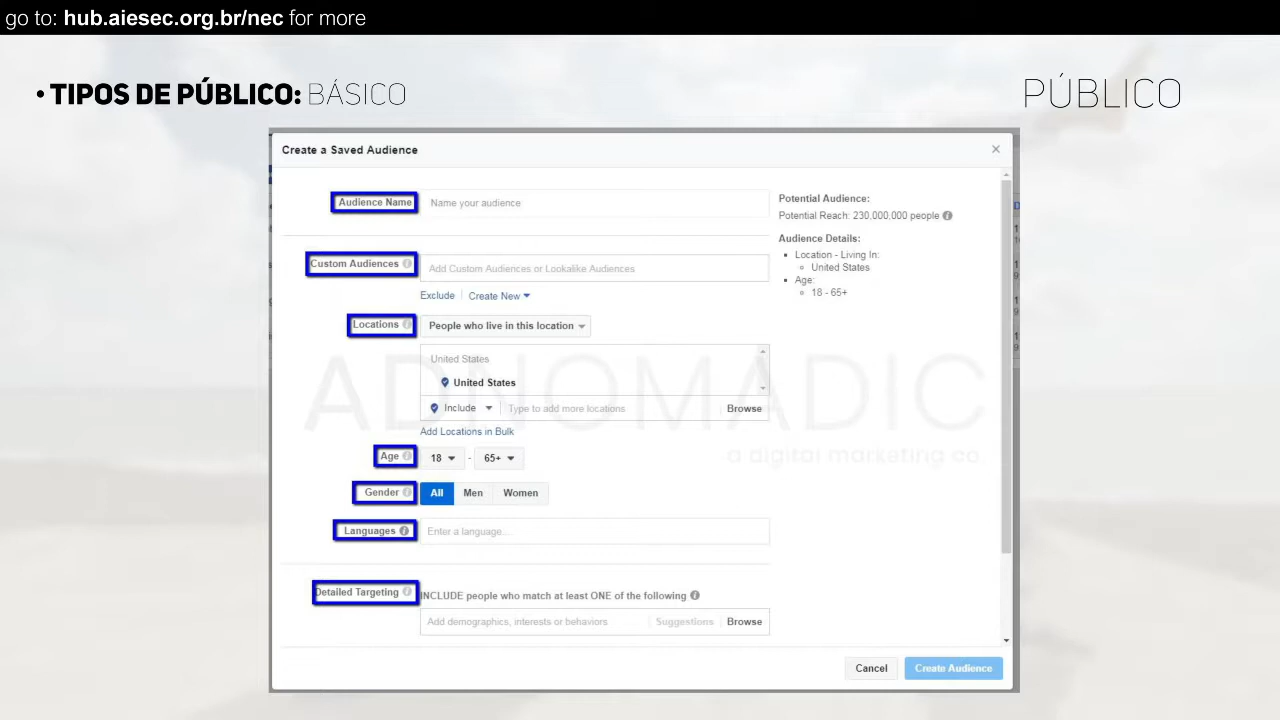 go to: hub.aiesec.org.br/nec for more
• TIPOS DE PÚBLICO: BÁSICO
PÚBLICO
Create a Saved Audience
Audience Name
Name your audience
Potential Audience:
Potential Reach: 230,000,000 people
Audience Details:
Location - Living In:
United States
Age:
18 - 65+
Custom Audiences
Add Custom Audiences or Lookalike Audiences
Exclude | Create New
Locations
People who live in this location
United States
United States
Include
Type to add more locations
Browse
Add Locations in Bulk
ADNOMADIC
a digital marketing co.
Age
18 - 65+
Gender
All Men Women
Languages
Enter a language...
Detailed Targeting
INCLUDE people who match at least ONE of the following
Add demographics, interests or behaviors
Suggestions
Browse
Cancel
Create Audience